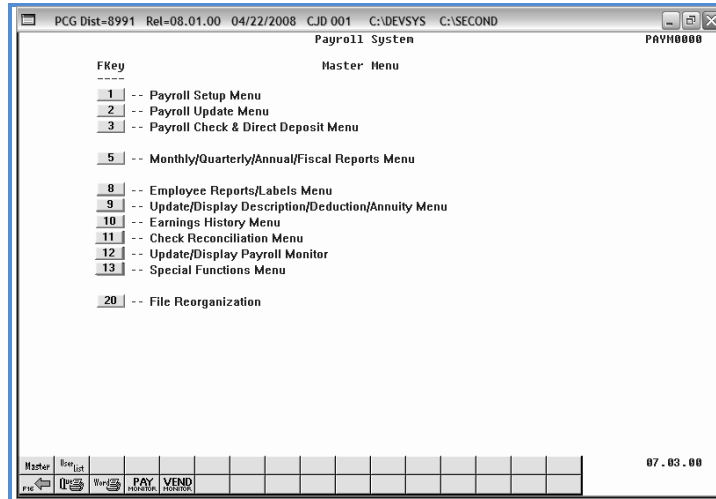 PCG Dist=8991 Rel=08.01.00 04/22/2008 CJD 001 C:\DEVSYS C:\SECOND
Payroll System PAYM0000
FKey Master Menu
----
1 -- Payroll Setup Menu
2 -- Payroll Update Menu
3 -- Payroll Check & Direct Deposit Menu
5 -- Monthly/Quarterly/Annual/Fiscal Reports Menu
8 -- Employee Reports/Labels Menu
9 -- Update/Display Description/Deduction/Annuity Menu
10 -- Earnings History Menu
11 -- Check Reconciliation Menu
12 -- Update/Display Payroll Monitor
13 -- Special Functions Menu
20 -- File Reorganization
Master User List 07.03.00
F16 Que Word PAY MONITOR VEND MONITOR